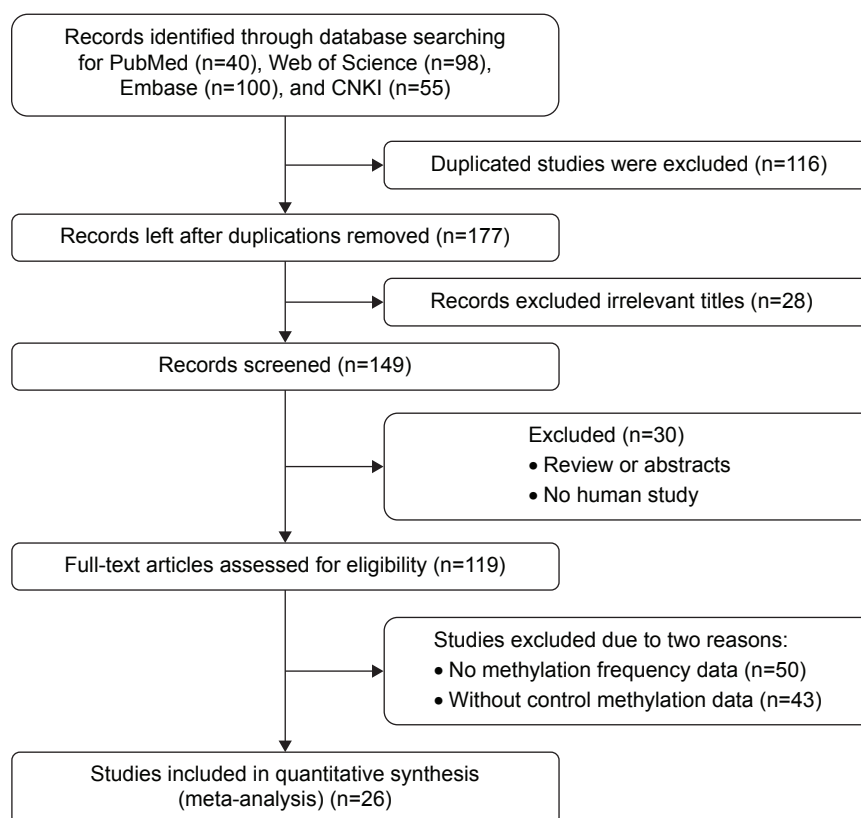 Records identified through database searching
for PubMed (n=40), Web of Science (n=98),
Embase (n=100), and CNKI (n=55)
Duplicated studies were excluded (n=116)
Records left after duplications removed (n=177)
Records excluded irrelevant titles (n=28)
Records screened (n=149)
Excluded (n=30)
• Review or abstracts
• No human study
Full-text articles assessed for eligibility (n=119)
Studies excluded due to two reasons:
• No methylation frequency data (n=50)
• Without control methylation data (n=43)
Studies included in quantitative synthesis
(meta-analysis) (n=26)